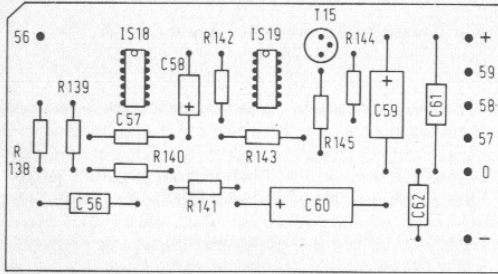 T15
IS18 R142 IS19 R144 +
56 C58
59
R139 + + C59 C61 58
C57 57
R138 R140 R143 R145 0
C56 R141 + C60 C62
−